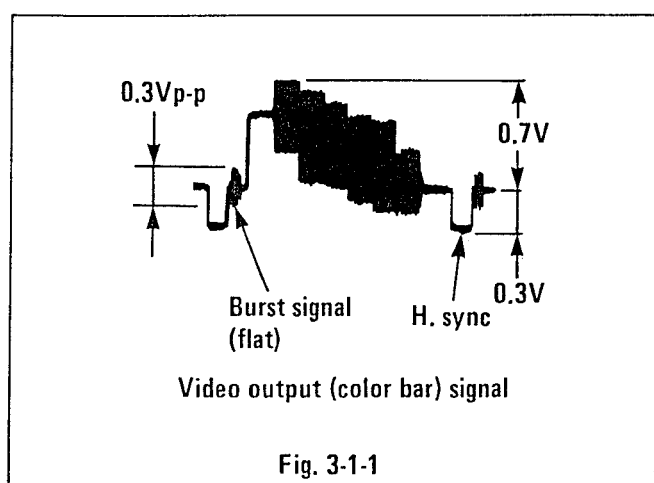 0.3Vp-p
0.7V
Burst signal
(flat)
H. sync
0.3V
Video output (color bar) signal
Fig. 3-1-1